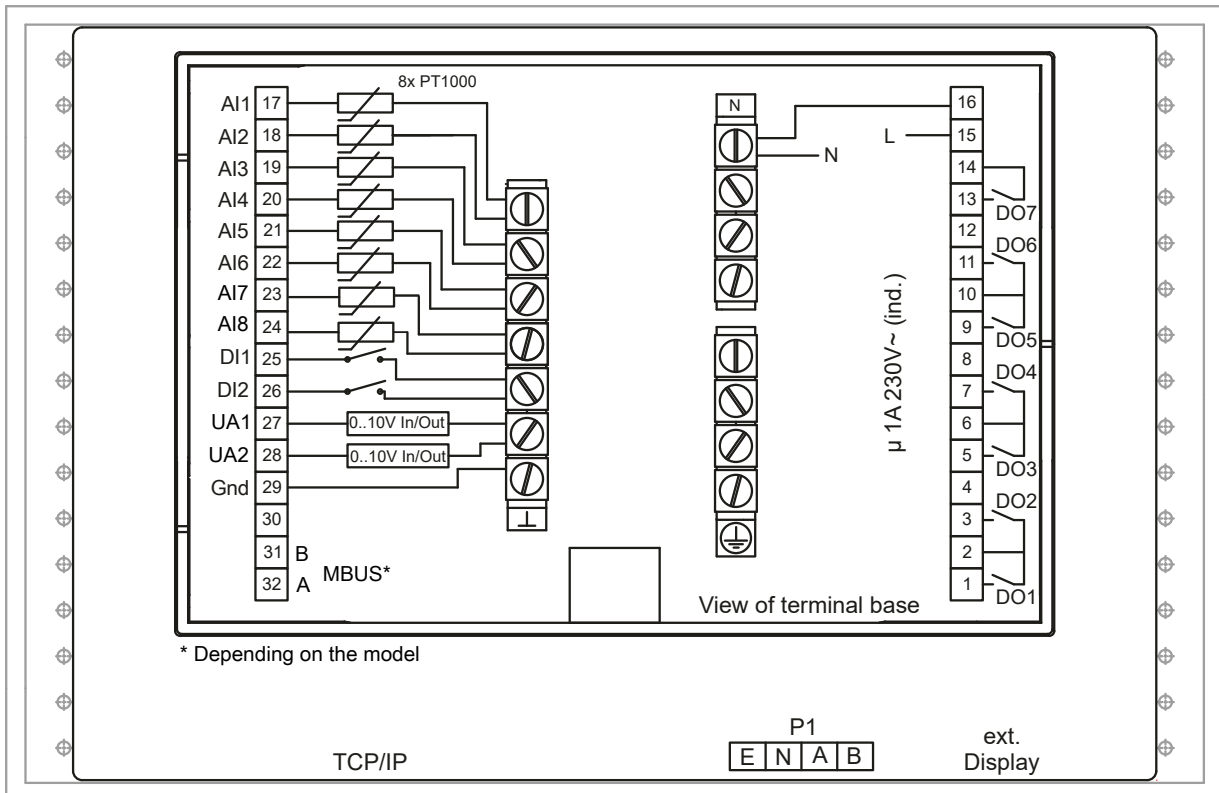 8x PT1000
AI1 17
AI2 18
AI3 19
AI4 20
AI5 21
AI6 22
AI7 23
AI8 24
DI1 25
DI2 26
UA1 27 0..10V In/Out
UA2 28 0..10V In/Out
Gnd 29
30
31 B
32 A
MBUS*
N
N
L
16
15
14
13
DO7
12
DO6
11
10
9
DO5
8
DO4
7
6
5
DO3
4
DO2
3
2
1
DO1
µ 1A 230V~ (ind.)
View of terminal base
* Depending on the model
TCP/IP
P1
E N A B
ext.
Display